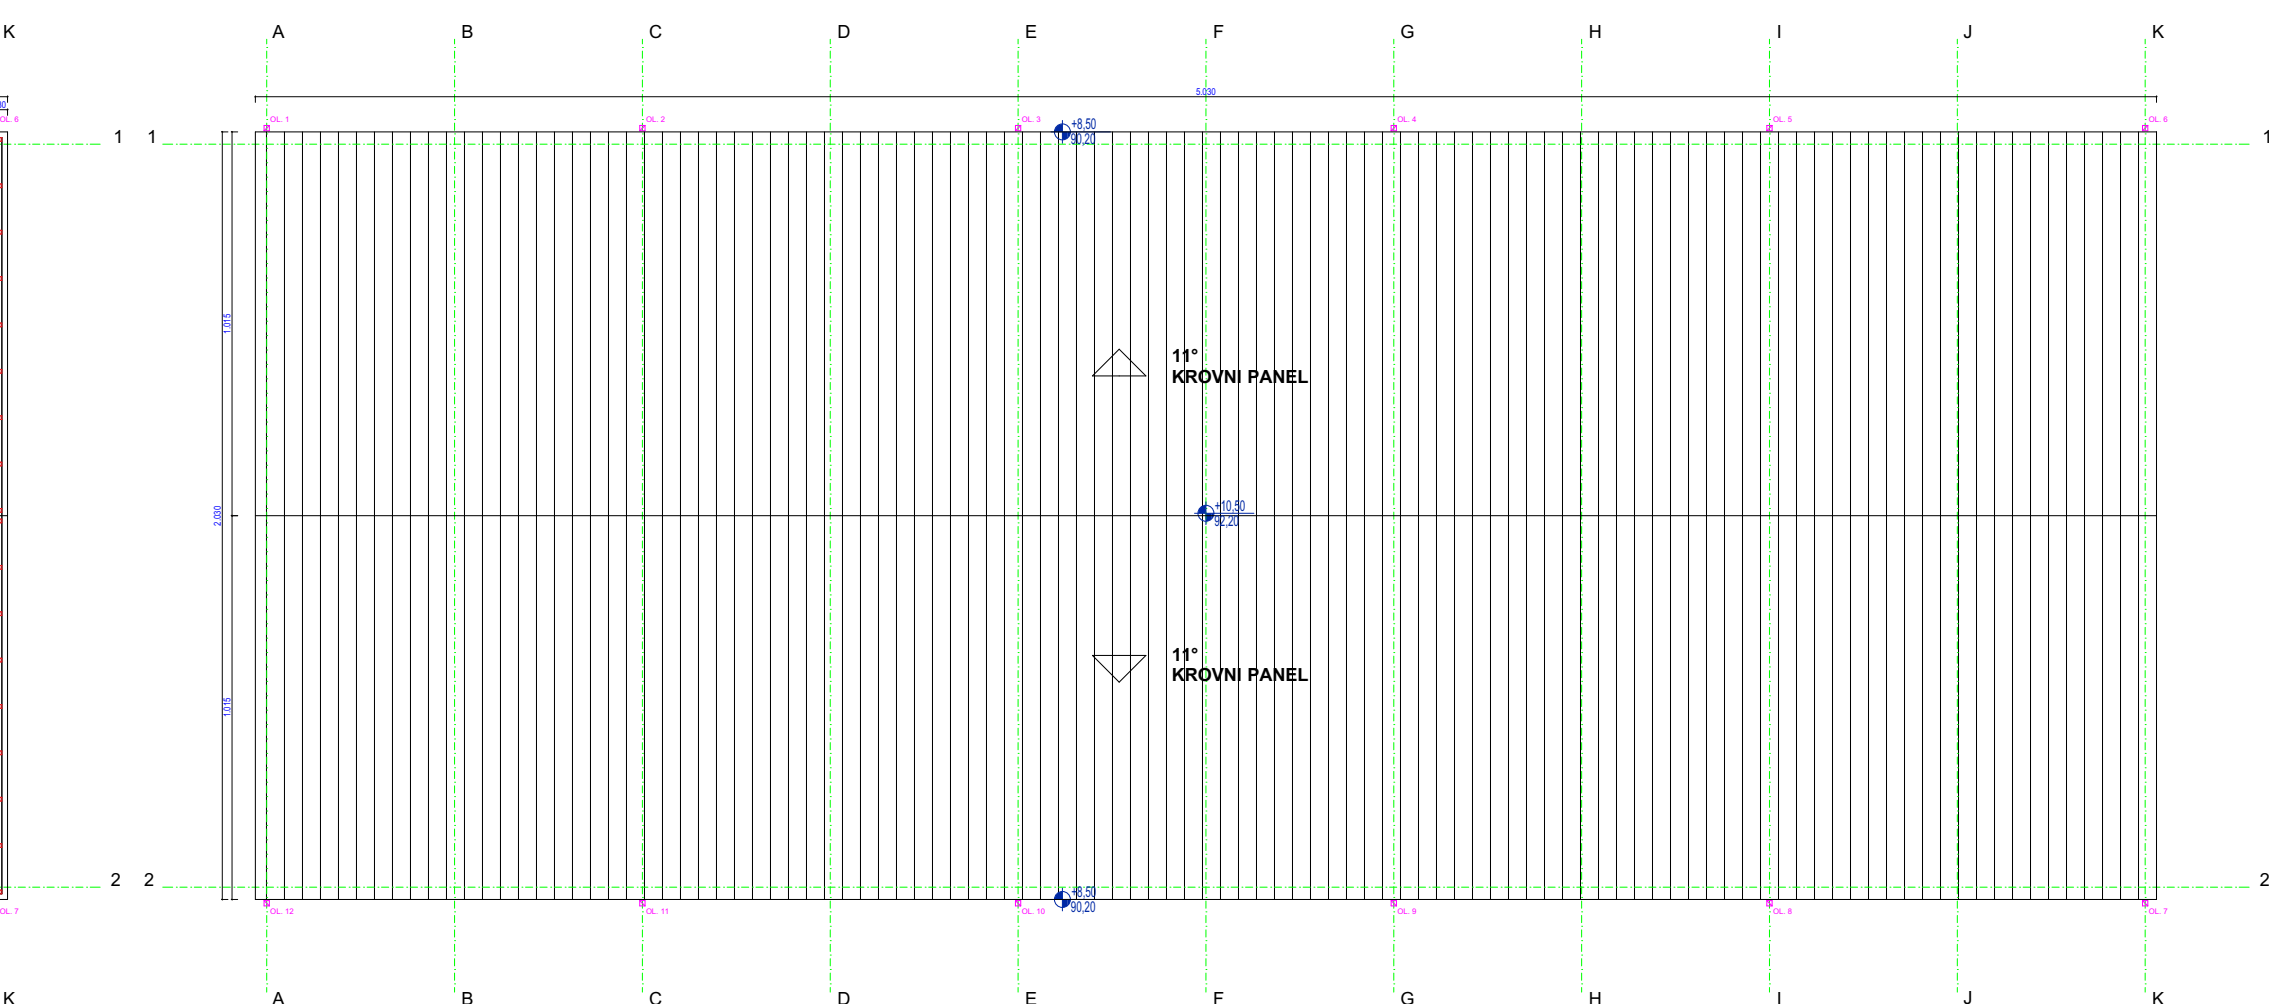 K A B C D E F G H I J K
5.030
OL. 6 OL. 1 OL. 2 OL. 3 OL. 4 OL. 5 OL. 6
+8,50
90,20
1 1 1
1.015
11°
KROVNI PANEL
2.030
+10,50
92,20
11°
KROVNI PANEL
1.015
2 2 2
+8,50
90,20
OL. 7 OL. 12 OL. 11 OL. 10 OL. 9 OL. 8 OL. 7
K A B C D E F G H I J K